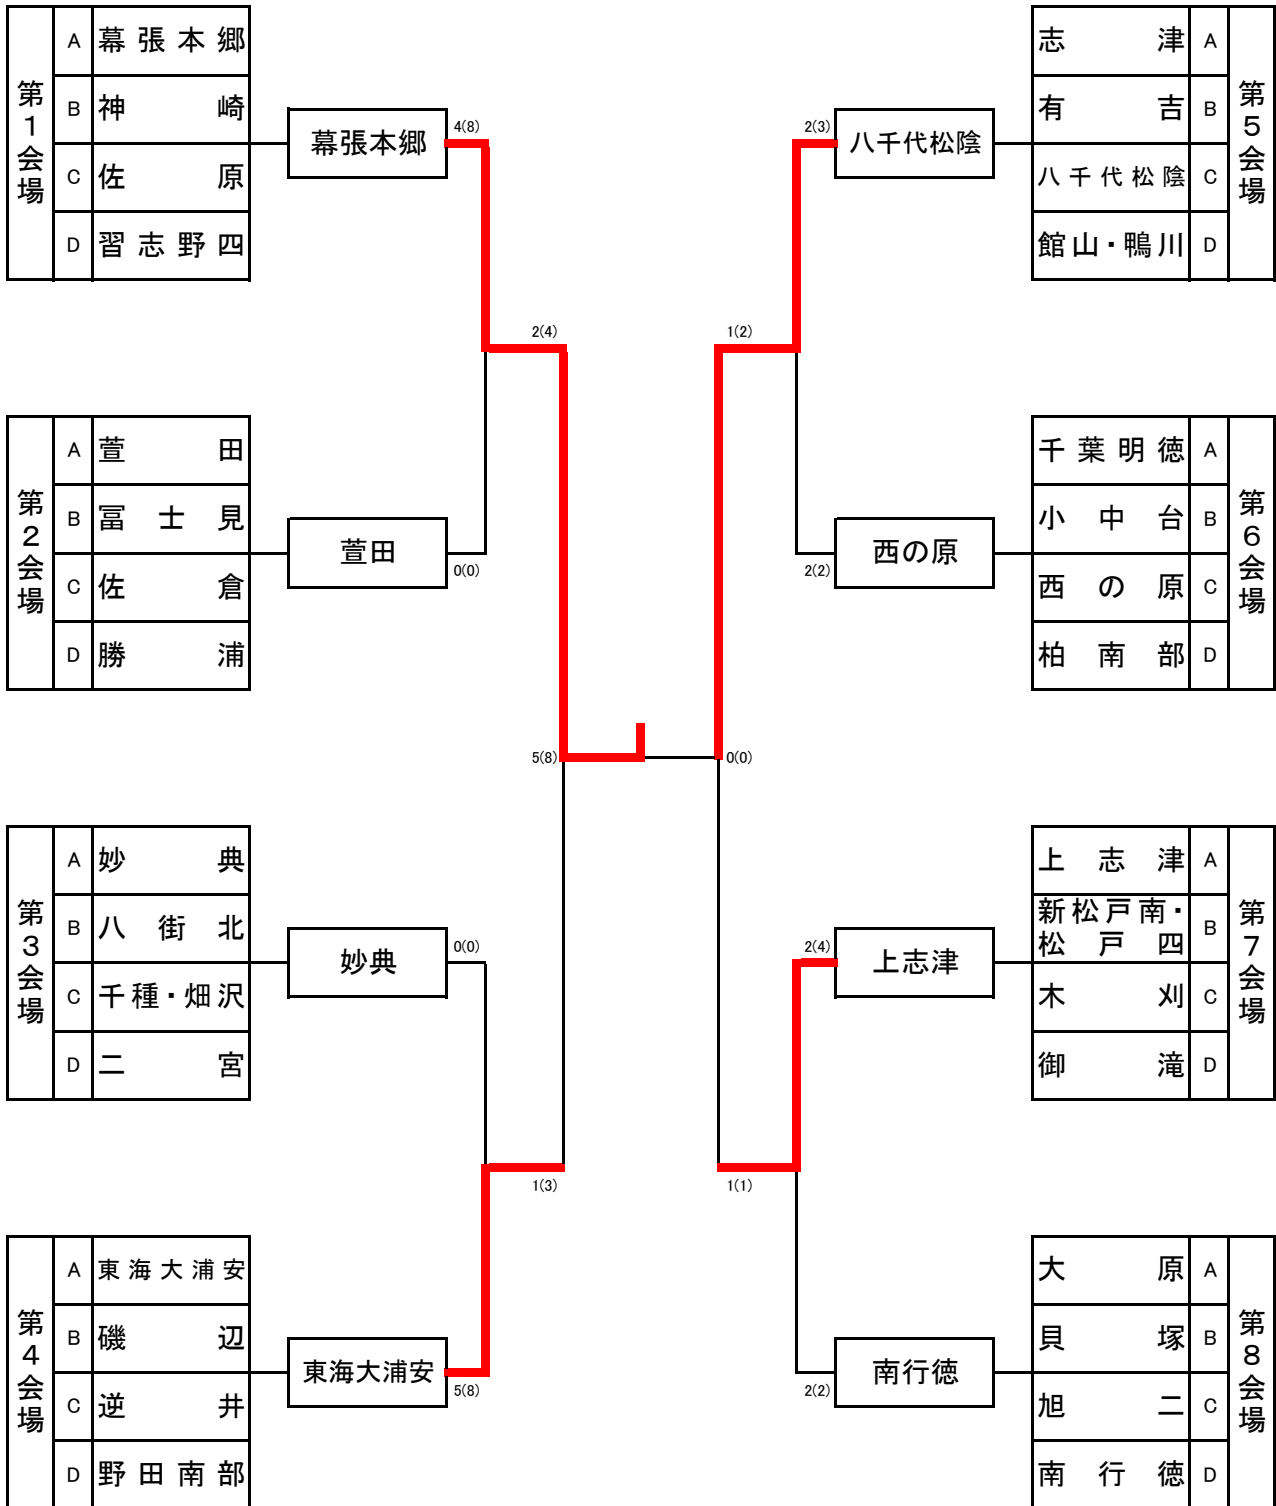 第1会場
A 幕張本郷
B 神崎
C 佐原
D 習志野四
幕張本郷
4(8)
2(4)
第2会場
A 萱田
B 冨士見
C 佐倉
D 勝浦
萱田
0(0)
5(8)
第3会場
A 妙典
B 八街北
C 千種・畑沢
D 二宮
妙典
0(0)
1(3)
第4会場
A 東海大浦安
B 磯辺
C 逆井
D 野田南部
東海大浦安
5(8)
2(3)
八千代松陰
志津 A
有吉 B
八千代松陰 C
館山・鴨川 D
第5会場
1(2)
2(2)
西の原
千葉明徳 A
小中台 B
西の原 C
柏南部 D
第6会場
0(0)
2(4)
上志津
上志津 A
新松戸南・
松戸四 B
木刈 C
御滝 D
第7会場
1(1)
2(2)
南行徳
大原 A
貝塚 B
旭二 C
南行徳 D
第8会場